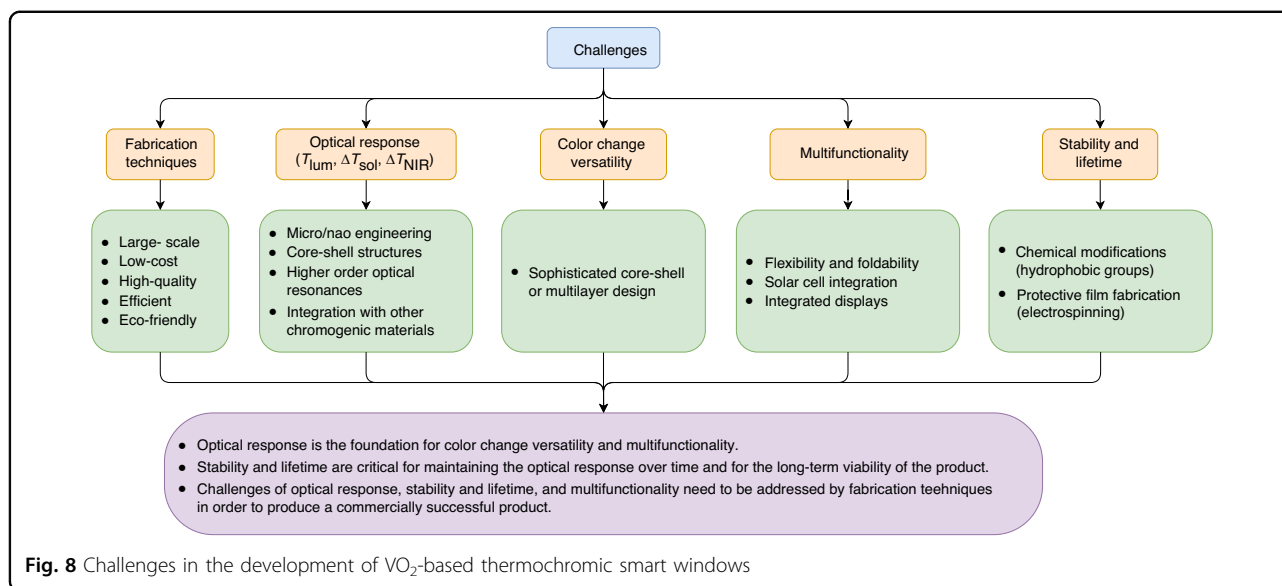 Challenges
Fabrication
techniques
Optical response
(T_lum, ΔT_sol, ΔT_NIR)
Color change
versatility
Multifunctionality
Stability and
lifetime
• Large- scale
• Low-cost
• High-quality
• Efficient
• Eco-friendly
• Micro/nao engineering
• Core-shell structures
• Higher order optical
resonances
• Integration with other
chromogenic materials
• Sophisticated core-shell
or multilayer design
• Flexibility and foldability
• Solar cell integration
• Integrated displays
• Chemical modifications
(hydrophobic groups)
• Protective film fabrication
(electrospinning)
• Optical response is the foundation for color change versatility and multifunctionality.
• Stability and lifetime are critical for maintaining the optical response over time and for the long-term viability of the product.
• Challenges of optical response, stability and lifetime, and multifunctionality need to be addressed by fabrication teehniques
in order to produce a commercially successful product.
Fig. 8 Challenges in the development of VO₂-based thermochromic smart windows